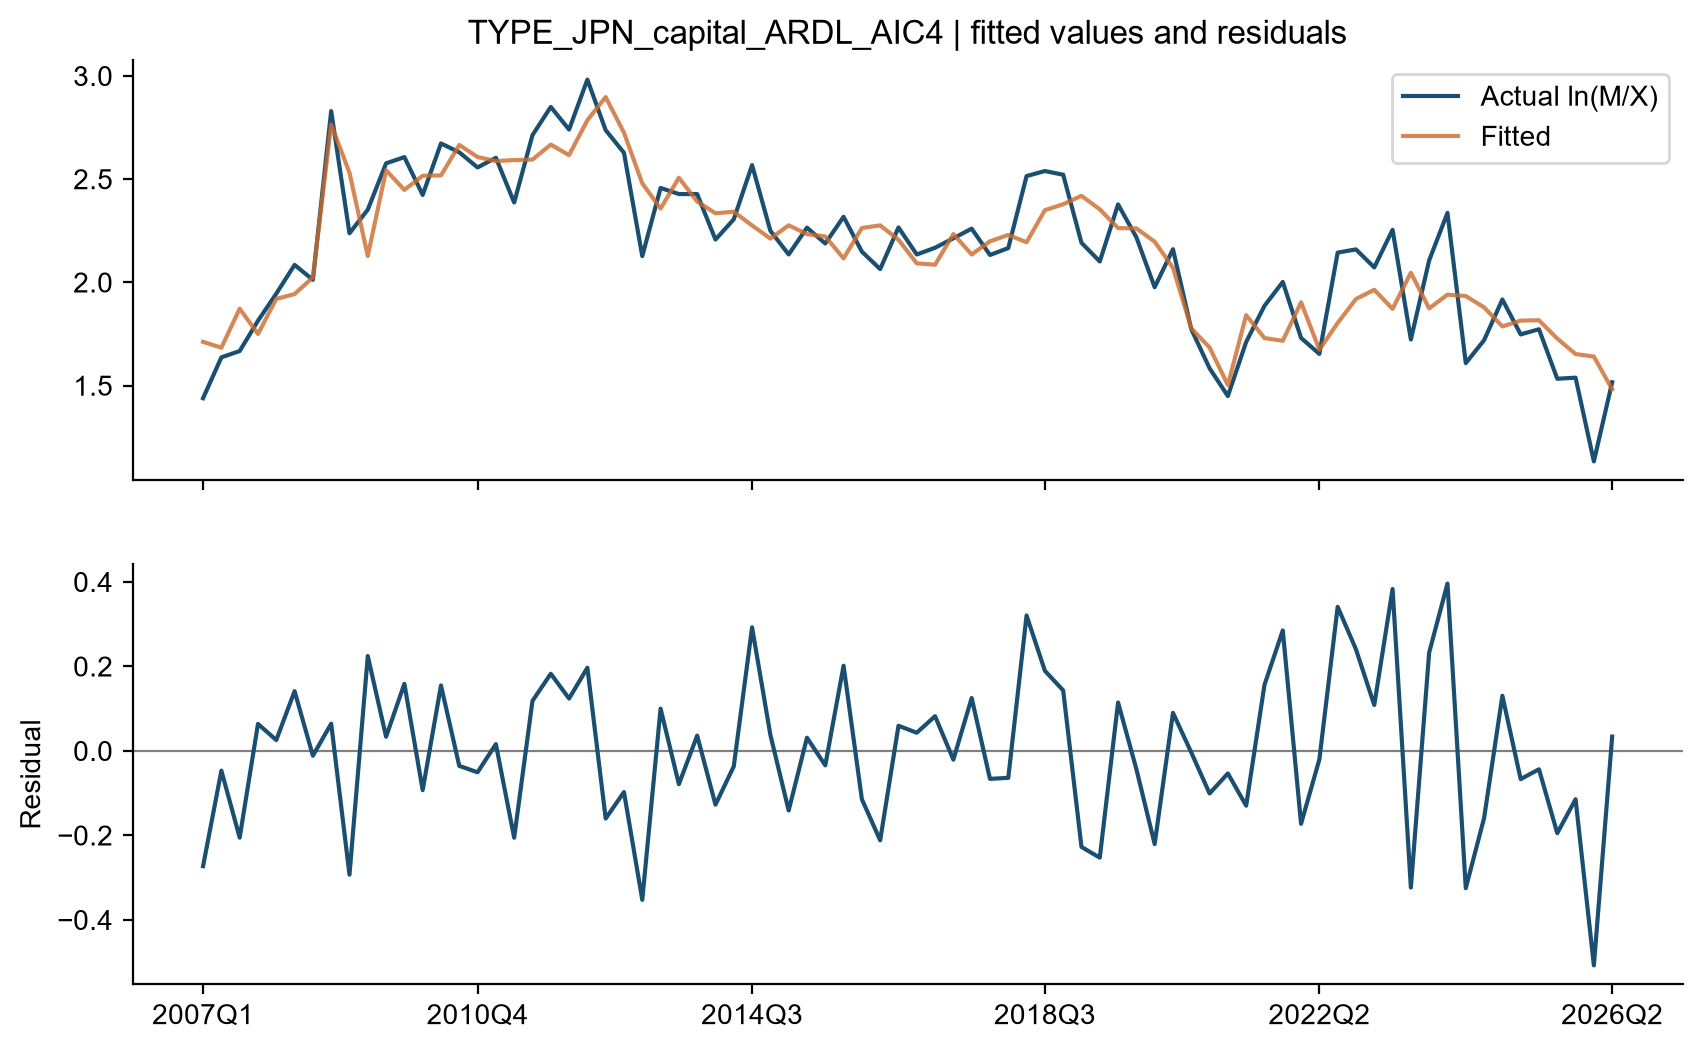 TYPE_JPN_capital_ARDL_AIC4 | fitted values and residuals
Actual ln(M/X)
Fitted
3.0
2.5
2.0
1.5
Residual
0.4
0.2
0.0
−0.2
−0.4
2007Q1
2010Q4
2014Q3
2018Q3
2022Q2
2026Q2